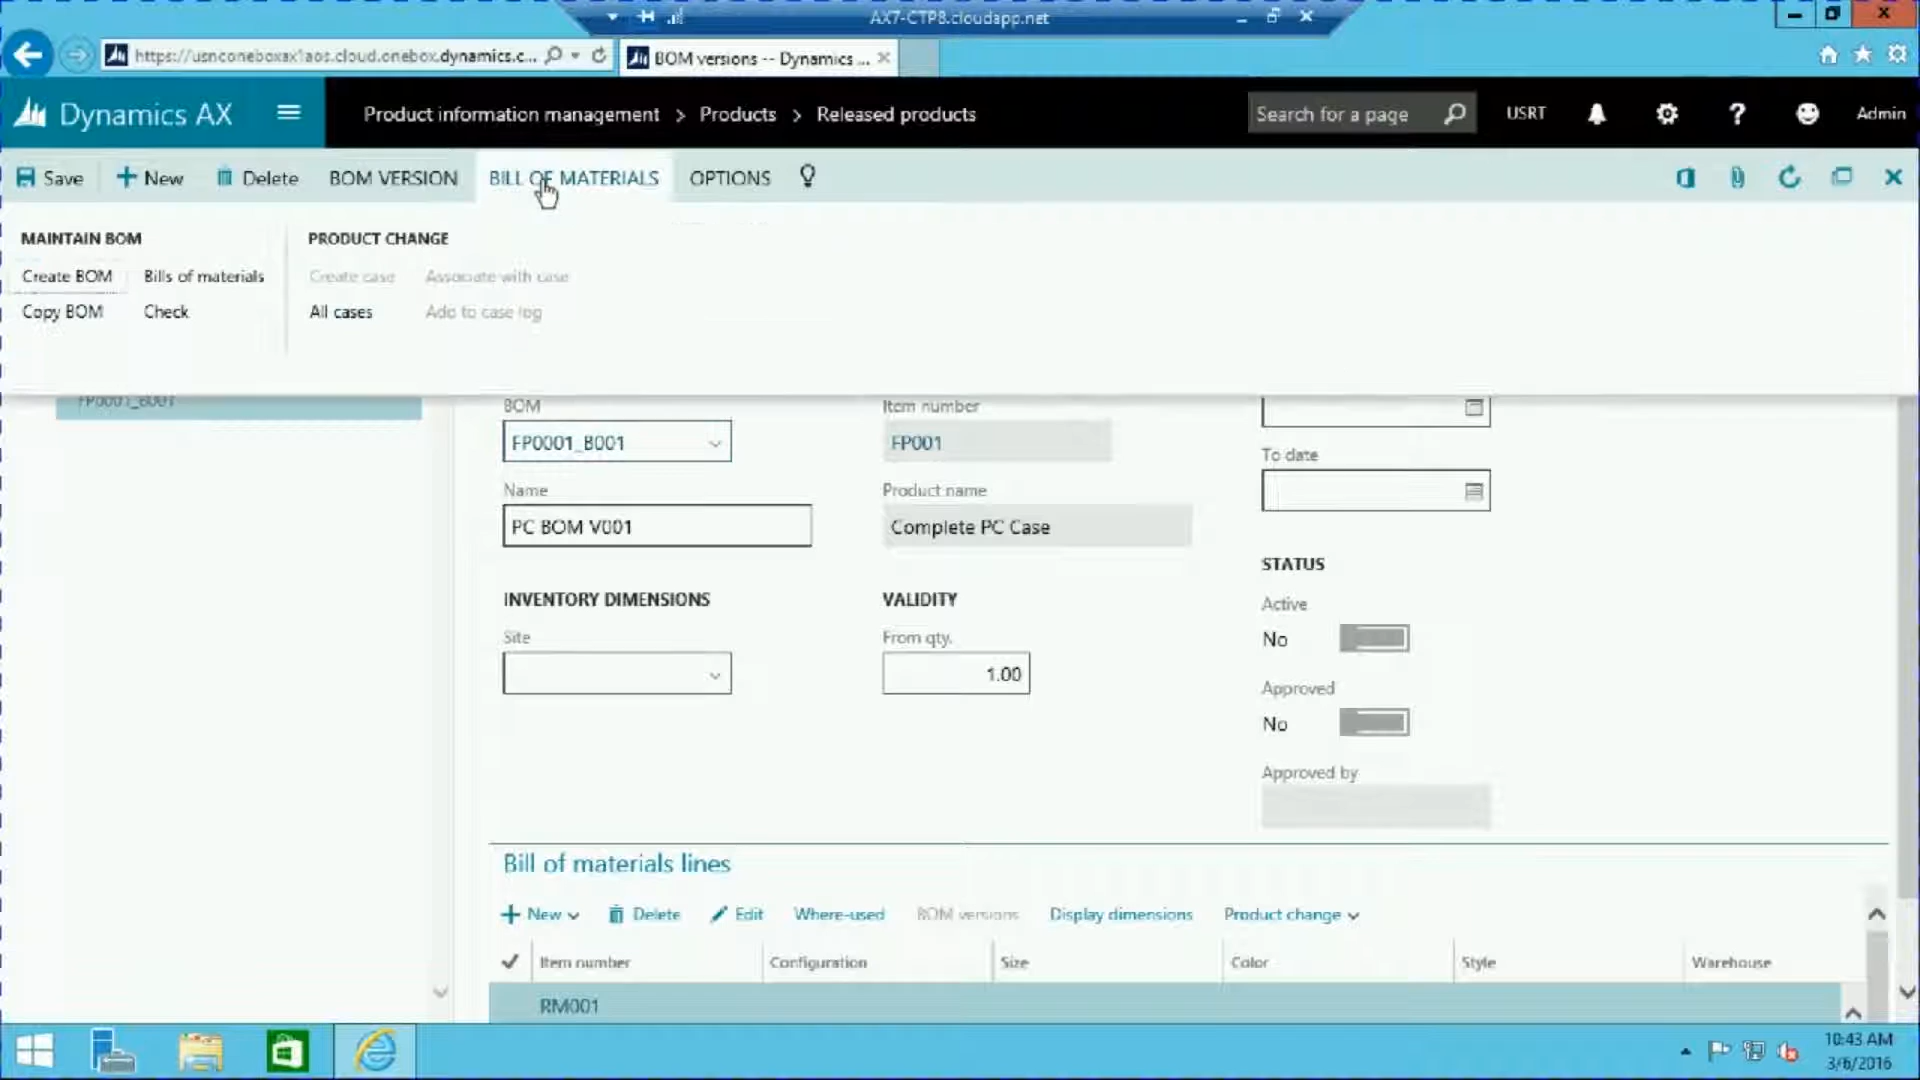 AX7-CTP8.cloudapp.net
https://usnconeboxax1aos.cloud.onebox.dynamics.c...
BOM versions -- Dynamics ...
Dynamics AX
Product information management > Products > Released products
Search for a page
USRT
?
Admin
Save
New
Delete
BOM VERSION
BILL OF MATERIALS
OPTIONS
MAINTAIN BOM
PRODUCT CHANGE
Create BOM
Bills of materials
Create case
Associate with case
Copy BOM
Check
All cases
Add to case log
FP0001_B001
BOM
Item number
FP0001_B001
FP001
To date
Name
Product name
PC BOM V001
Complete PC Case
STATUS
INVENTORY DIMENSIONS
VALIDITY
Active
Site
From qty.
No
1.00
Approved
No
Approved by
Bill of materials lines
New
Delete
Edit
Where-used
BOM versions
Display dimensions
Product change
Item number
Configuration
Size
Color
Style
Warehouse
RM001
10:43 AM
3/6/2016